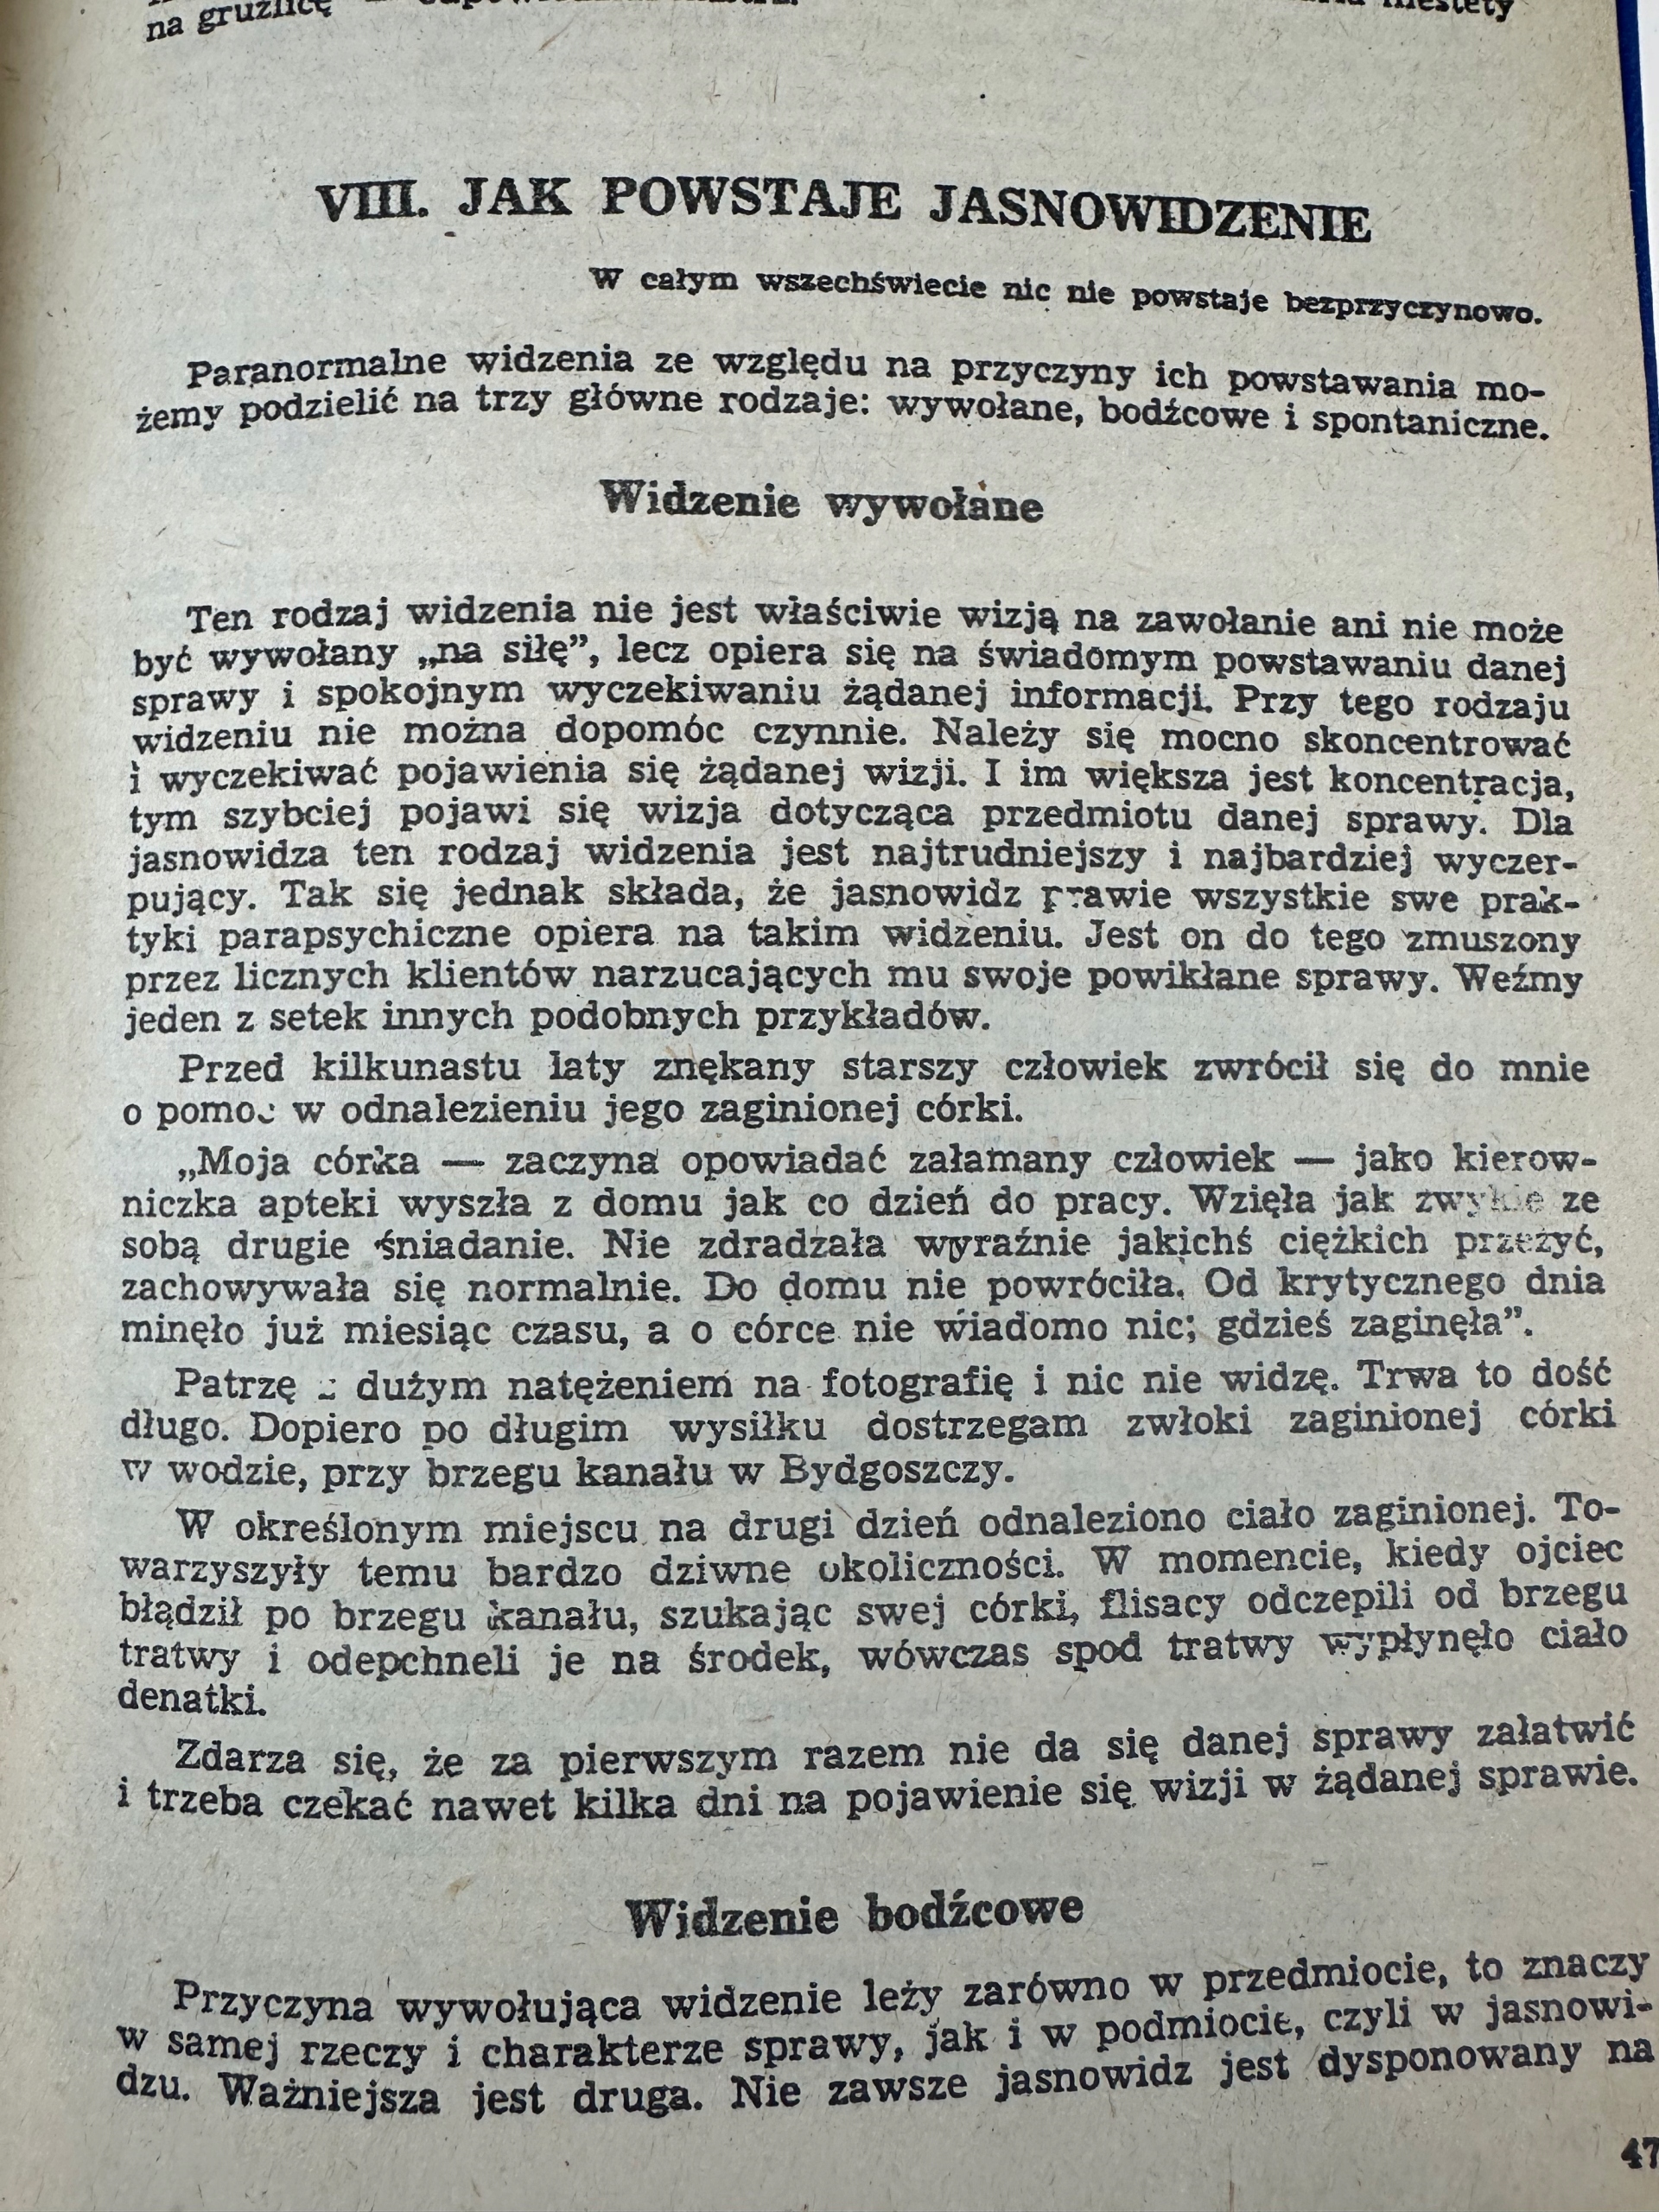 na gruźlicę
niestety
VIII. JAK POWSTAJE JASNOWIDZENIE
W całym wszechświecie nic nie powstaje bezprzyczynowo.
Paranormalne widzenia ze względu na przyczyny ich powstawania mo-
żemy podzielić na trzy główne rodzaje: wywołane, bodźcowe i spontaniczne.
Widzenie wywołane
Ten rodzaj widzenia nie jest właściwie wizją na zawołanie ani nie może
być wywołany „na siłę”, lecz opiera się na świadomym powstawaniu danej
sprawy i spokojnym wyczekiwaniu żądanej informacji. Przy tego rodzaju
widzeniu nie można dopomóc czynnie. Należy się mocno skoncentrować
i wyczekiwać pojawienia się żądanej wizji. I im większa jest koncentracja,
tym szybciej pojawi się wizja dotycząca przedmiotu danej sprawy. Dla
jasnowidza ten rodzaj widzenia jest najtrudniejszy i najbardziej wyczer-
pujący. Tak się jednak składa, że jasnowidz prawie wszystkie swe prak-
tyki parapsychiczne opiera na takim widzeniu. Jest on do tego zmuszony
przez licznych klientów narzucających mu swoje powikłane sprawy. Weźmy
jeden z setek innych podobnych przykładów.
Przed kilkunastu laty znękany starszy człowiek zwrócił się do mnie
o pomoc w odnalezieniu jego zaginionej córki.
„Moja córka — zaczyna opowiadać załamany człowiek — jako kierow-
niczka apteki wyszła z domu jak co dzień do pracy. Wzięła jak zwykle ze
sobą drugie śniadanie. Nie zdradzała wyraźnie jakichś ciężkich przeżyć,
zachowywała się normalnie. Do domu nie powróciła. Od krytycznego dnia
minęło już miesiąc czasu, a o córce nie wiadomo nic; gdzieś zaginęła”.
Patrzę z dużym natężeniem na fotografię i nic nie widzę. Trwa to dość
długo. Dopiero po długim wysiłku dostrzegam zwłoki zaginionej córki
w wodzie, przy brzegu kanału w Bydgoszczy.
W określonym miejscu na drugi dzień odnaleziono ciało zaginionej. To-
warzyszyły temu bardzo dziwne okoliczności. W momencie, kiedy ojciec
błądził po brzegu kanału, szukając swej córki, flisacy odczepili od brzegu
tratwy i odepchneli je na środek, wówczas spod tratwy wypłynęło ciało
denatki.
Zdarza się, że za pierwszym razem nie da się danej sprawy załatwić
i trzeba czekać nawet kilka dni na pojawienie się wizji w żądanej sprawie.
Widzenie bodźcowe
Przyczyna wywołująca widzenie leży zarówno w przedmiocie, to znaczy
w samej rzeczy i charakterze sprawy, jak i w podmiocie, czyli w jasnowi-
dzu. Ważniejsza jest druga. Nie zawsze jasnowidz jest dysponowany na
47